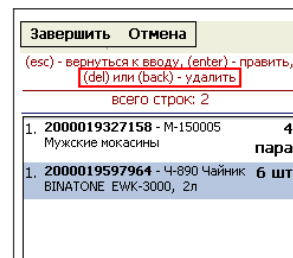 Завершить Отмена
(esc) - вернуться к вводу, (enter) - править,
(del) или (back) - удалить
всего строк: 2
1. 2000019327158 - М-150005 4
Мужские мокасины пара
1. 2000019597964 - Ч-890 Чайник 6 шт
BINATONE EWK-3000, 2л